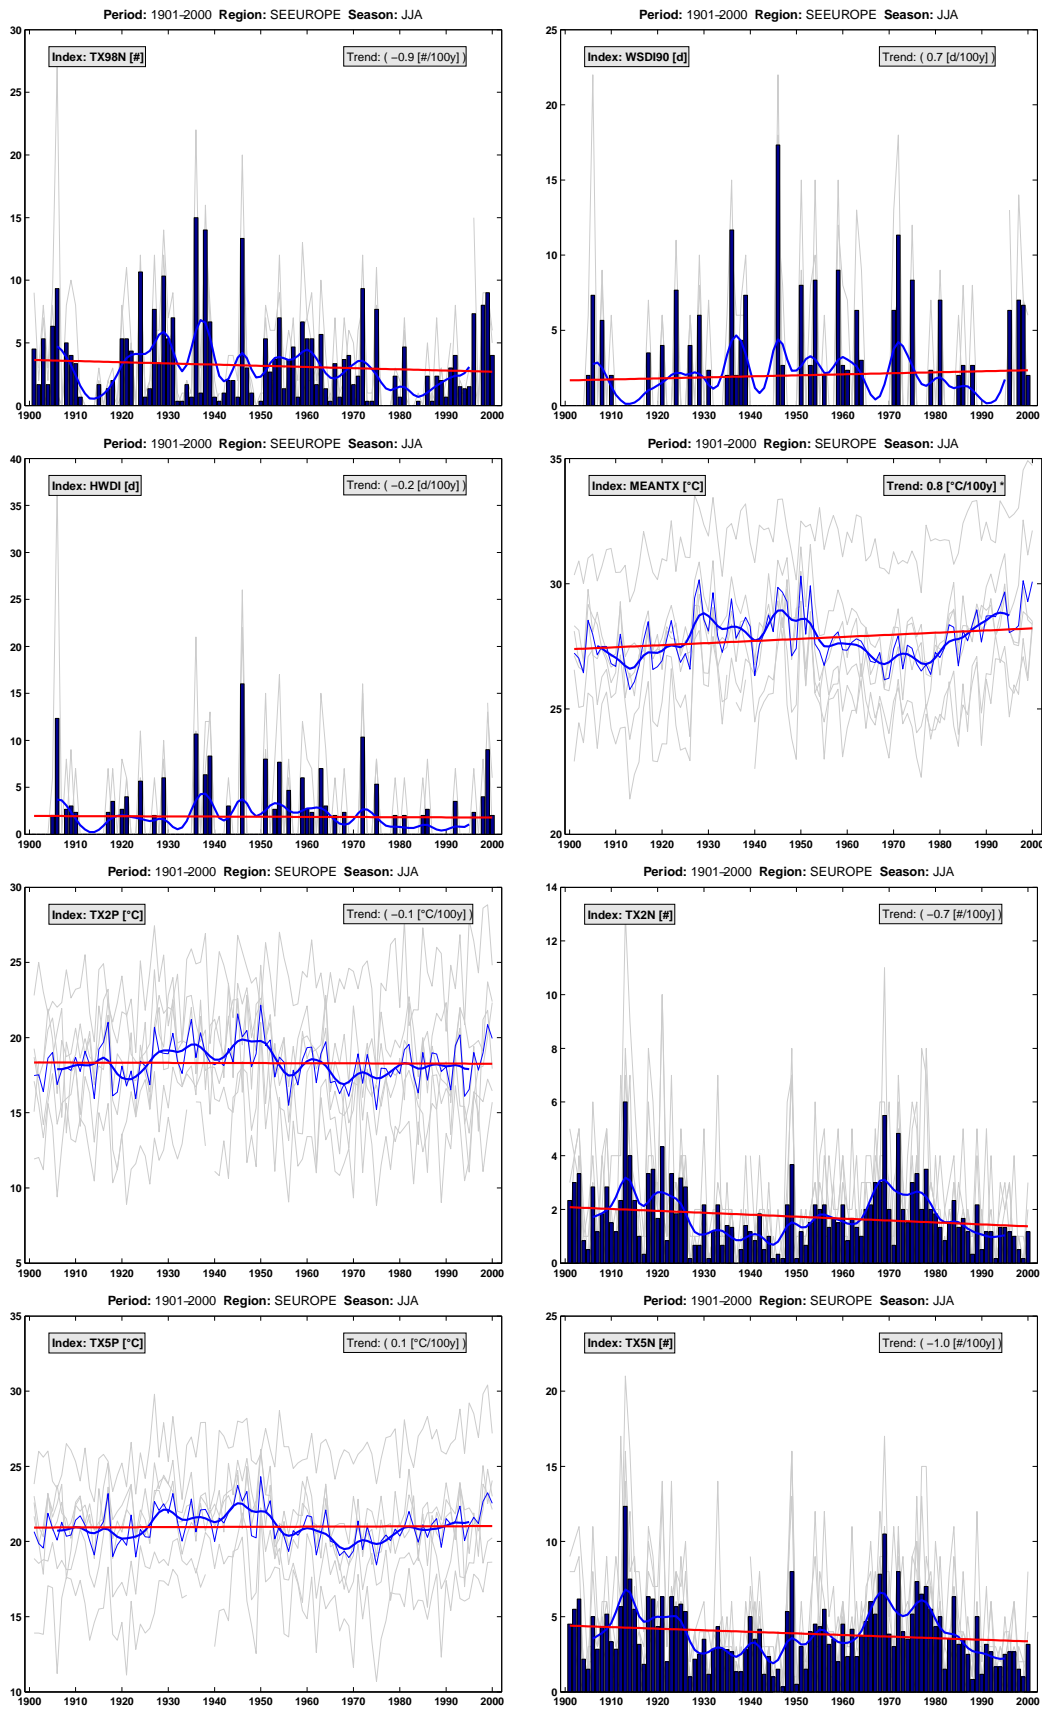 Period: 1901–2000 Region: SEEUROPE Season: JJA
Index: TX98N [#]
Trend: ( −0.9 [#/100y] )
30
25
20
15
10
5
0
1900 1910 1920 1930 1940 1950 1960 1970 1980 1990 2000
Period: 1901–2000 Region: SEEUROPE Season: JJA
Index: WSDI90 [d]
Trend: ( 0.7 [d/100y] )
25
20
15
10
5
0
1900 1910 1920 1930 1940 1950 1960 1970 1980 1990 2000
Period: 1901–2000 Region: SEEUROPE Season: JJA
Index: HWDI [d]
Trend: ( −0.2 [d/100y] )
40
35
30
25
20
15
10
5
0
1900 1910 1920 1930 1940 1950 1960 1970 1980 1990 2000
Period: 1901–2000 Region: SEEUROPE Season: JJA
Index: MEANTX [°C]
Trend: 0.8 [°C/100y] *
35
30
25
20
1900 1910 1920 1930 1940 1950 1960 1970 1980 1990 2000
Period: 1901–2000 Region: SEUROPE Season: JJA
Index: TX2P [°C]
Trend: ( −0.1 [°C/100y] )
30
25
20
15
10
5
1900 1910 1920 1930 1940 1950 1960 1970 1980 1990 2000
Period: 1901–2000 Region: SEUROPE Season: JJA
Index: TX2N [#]
Trend: ( −0.7 [#/100y] )
14
12
10
8
6
4
2
0
1900 1910 1920 1930 1940 1950 1960 1970 1980 1990 2000
Period: 1901–2000 Region: SEUROPE Season: JJA
Index: TX5P [°C]
Trend: ( 0.1 [°C/100y] )
35
30
25
20
15
10
1900 1910 1920 1930 1940 1950 1960 1970 1980 1990 2000
Period: 1901–2000 Region: SEUROPE Season: JJA
Index: TX5N [#]
Trend: ( −1.0 [#/100y] )
25
20
15
10
5
0
1900 1910 1920 1930 1940 1950 1960 1970 1980 1990 2000